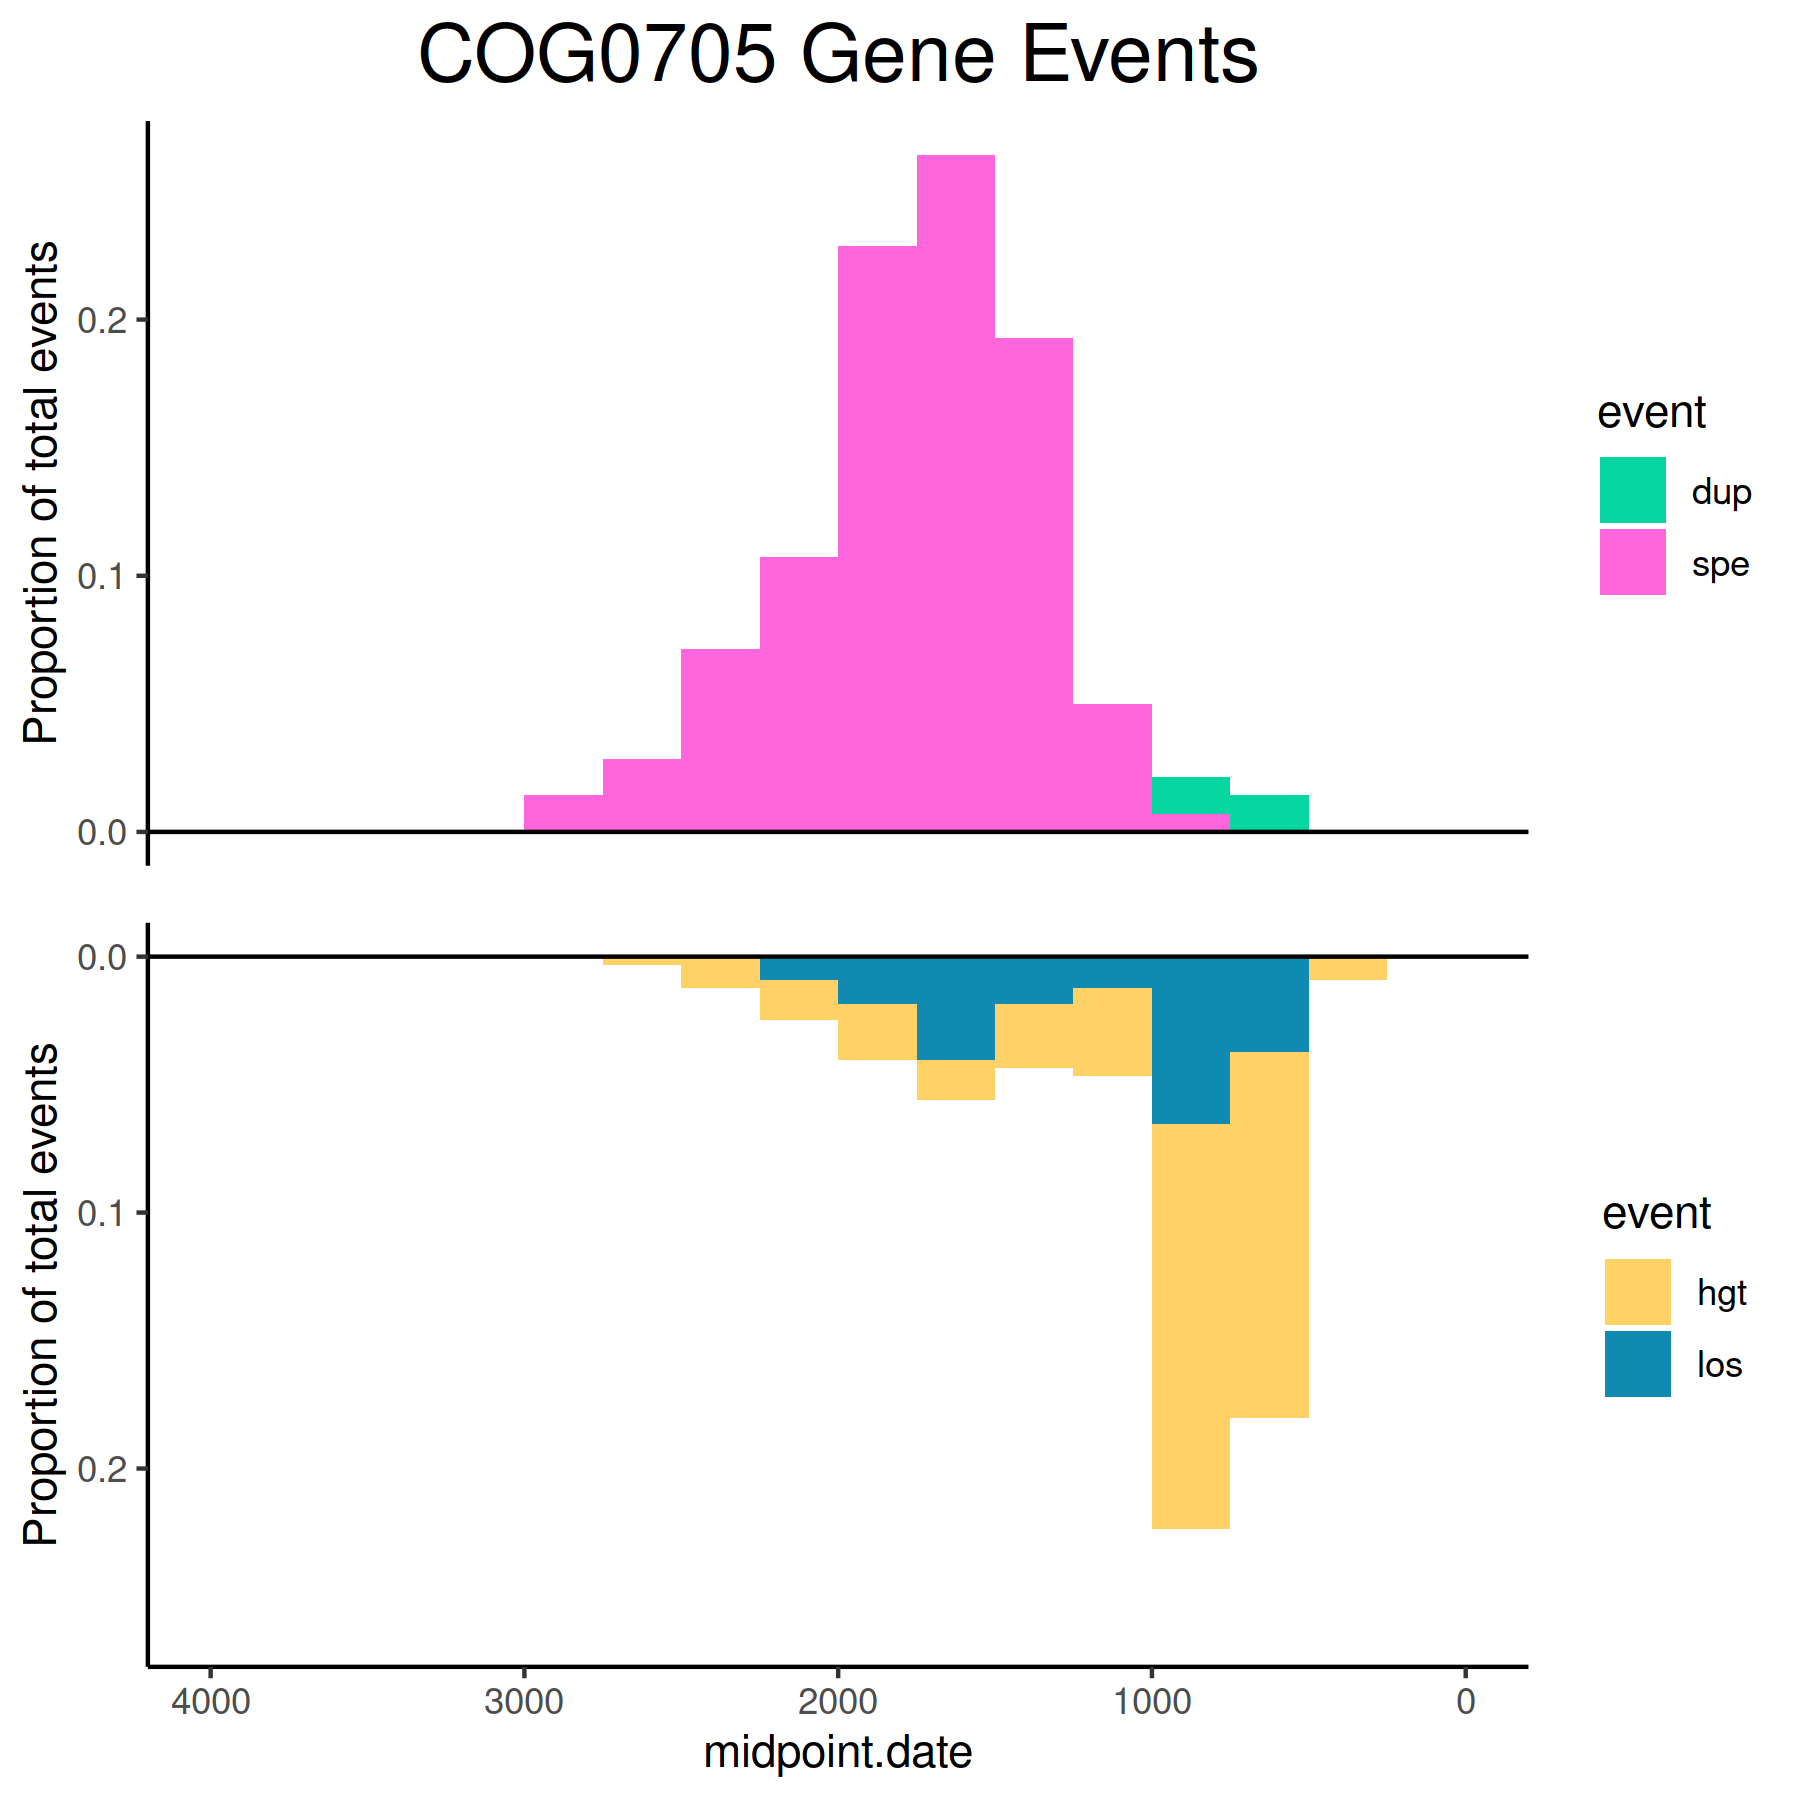 COG0705 Gene Events
Proportion of total events
0.2
0.1
0.0
event
dup
spe
Proportion of total events
0.0
0.1
0.2
event
hgt
los
4000 3000 2000 1000 0
midpoint.date